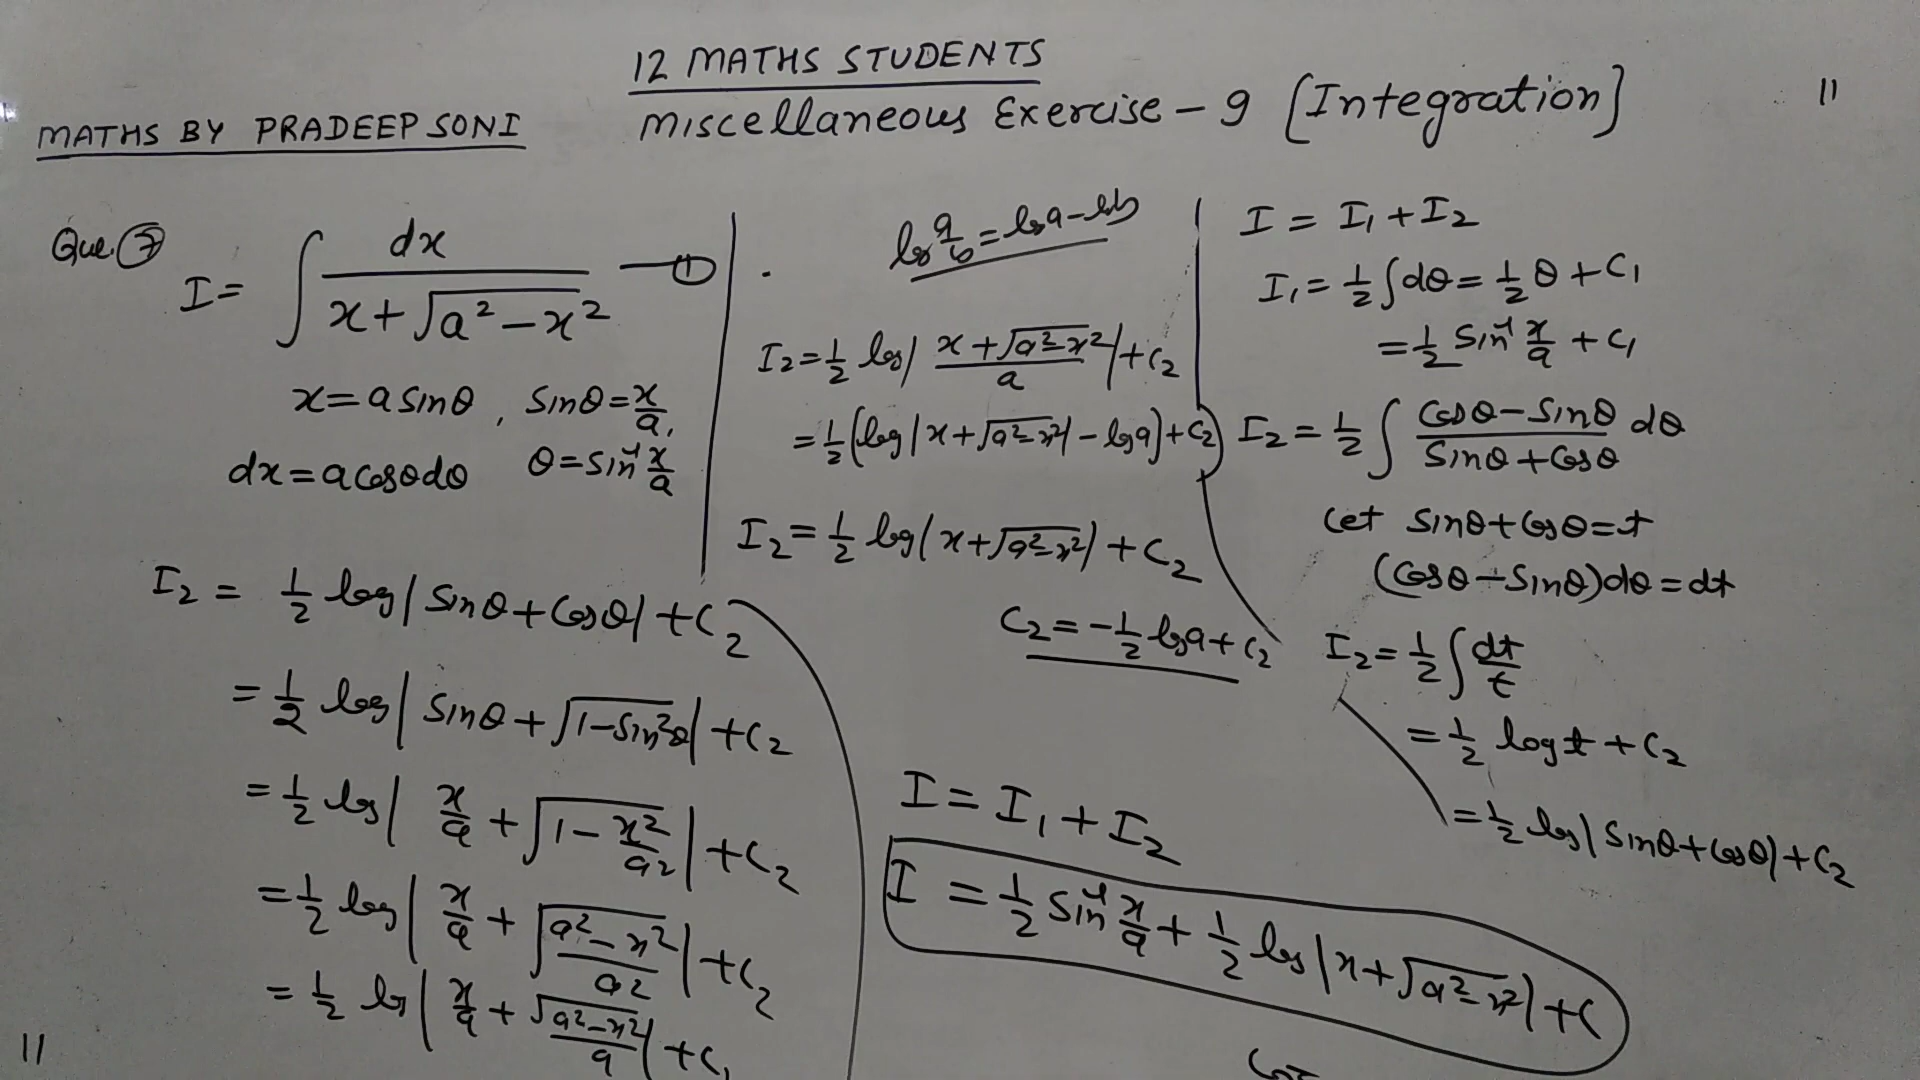 12 MATHS STUDENTS
MATHS BY PRADEEP SONI
Miscellaneous Exercise - 9 [Integration]
11
Que. ⑦
I = ∫ dx / (x + √(a² - x²)) —①
x = a sinθ , sinθ = x/a,
dx = a cosθ dθ θ = sin⁻¹ x/a
I₂ = 1/2 log|sinθ + cosθ| + C₂
= 1/2 log|sinθ + √(1 - sin²θ)| + C₂
= 1/2 log|x/a + √(1 - x²/a²)| + C₂
= 1/2 log|x/a + √((a² - x²)/a²)| + C₂
= 1/2 log|x/a + √(a² - x²)/a| + C₂
11
log a/b = log a - log b
I₂ = 1/2 log|(x + √(a² - x²))/a| + C₂
= 1/2 (log|x + √(a² - x²)| - log a) + C₂
I₂ = 1/2 log|x + √(a² - x²)| + C₂
C₂ = -1/2 log a + C₂
I = I₁ + I₂
I = 1/2 sin⁻¹ x/a + 1/2 log|x + √(a² - x²)| + C
I = I₁ + I₂
I₁ = 1/2 ∫dθ = 1/2 θ + C₁
= 1/2 sin⁻¹ x/a + C₁
I₂ = 1/2 ∫ (cosθ - sinθ)/(sinθ + cosθ) dθ
Let sinθ + cosθ = t
(cosθ - sinθ)dθ = dt
I₂ = 1/2 ∫ dt/t
= 1/2 log t + C₂
= 1/2 log|sinθ + cosθ| + C₂